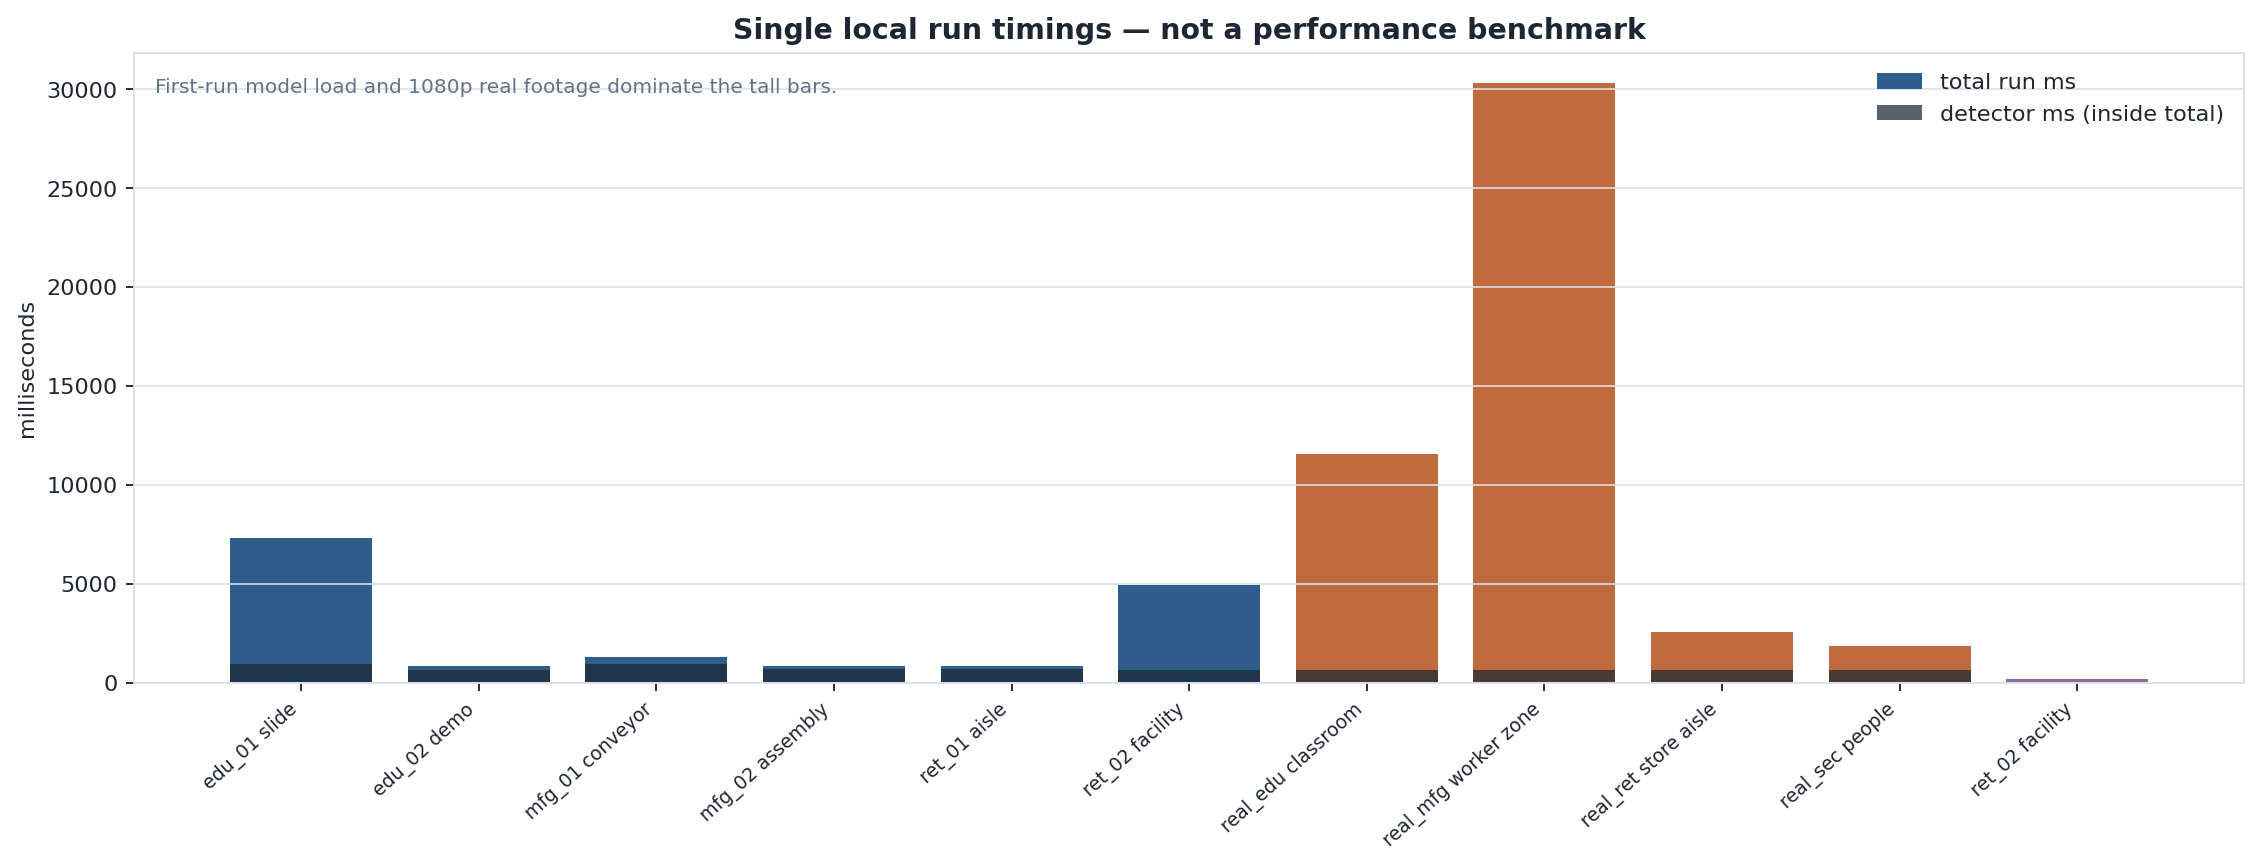 Single local run timings — not a performance benchmark
First-run model load and 1080p real footage dominate the tall bars.
total run ms
detector ms (inside total)
milliseconds
30000
25000
20000
15000
10000
5000
0
edu_01 slide
edu_02 demo
mfg_01 conveyor
mfg_02 assembly
ret_01 aisle
ret_02 facility
real_edu classroom
real_mfg worker zone
real_ret store aisle
real_sec people
ret_02 facility